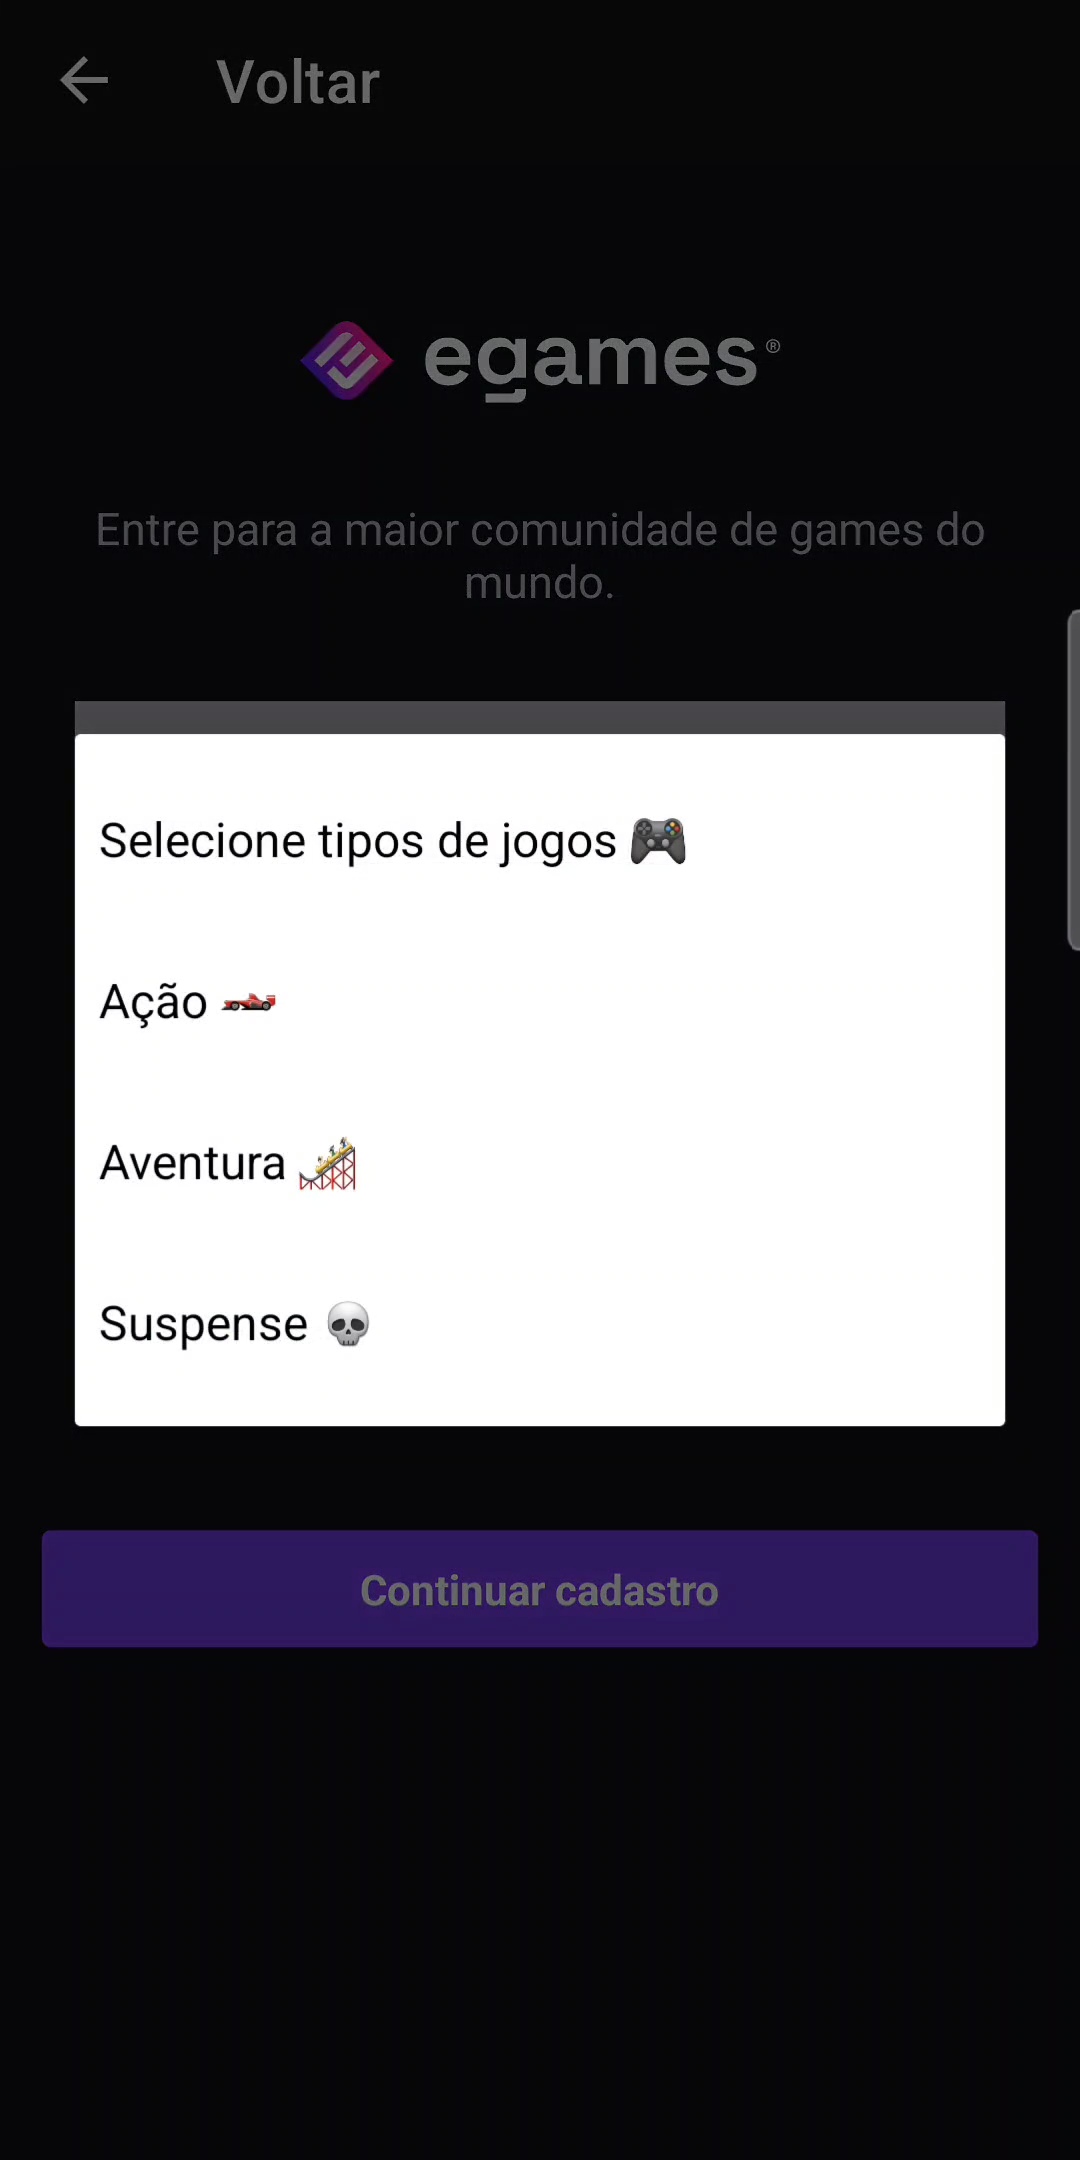 Voltar
egames®
Entre para a maior comunidade de games do
mundo.
Selecione tipos de jogos 🎮
Ação 🏎️
Aventura 🎢
Suspense 💀
Continuar cadastro